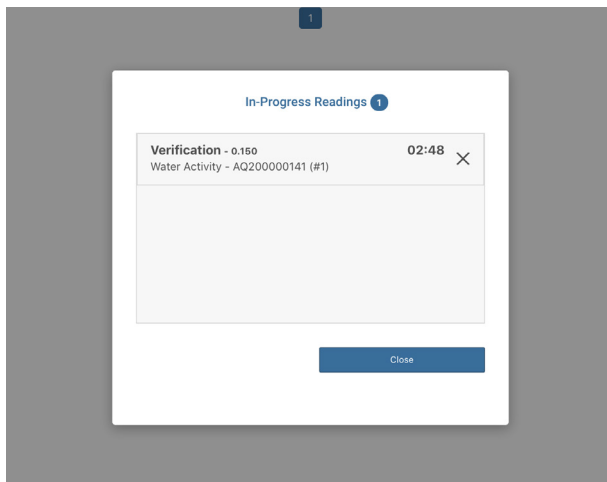 1
In-Progress Readings 1
Verification - 0.150 02:48
Water Activity - AQ200000141 (#1)
Close